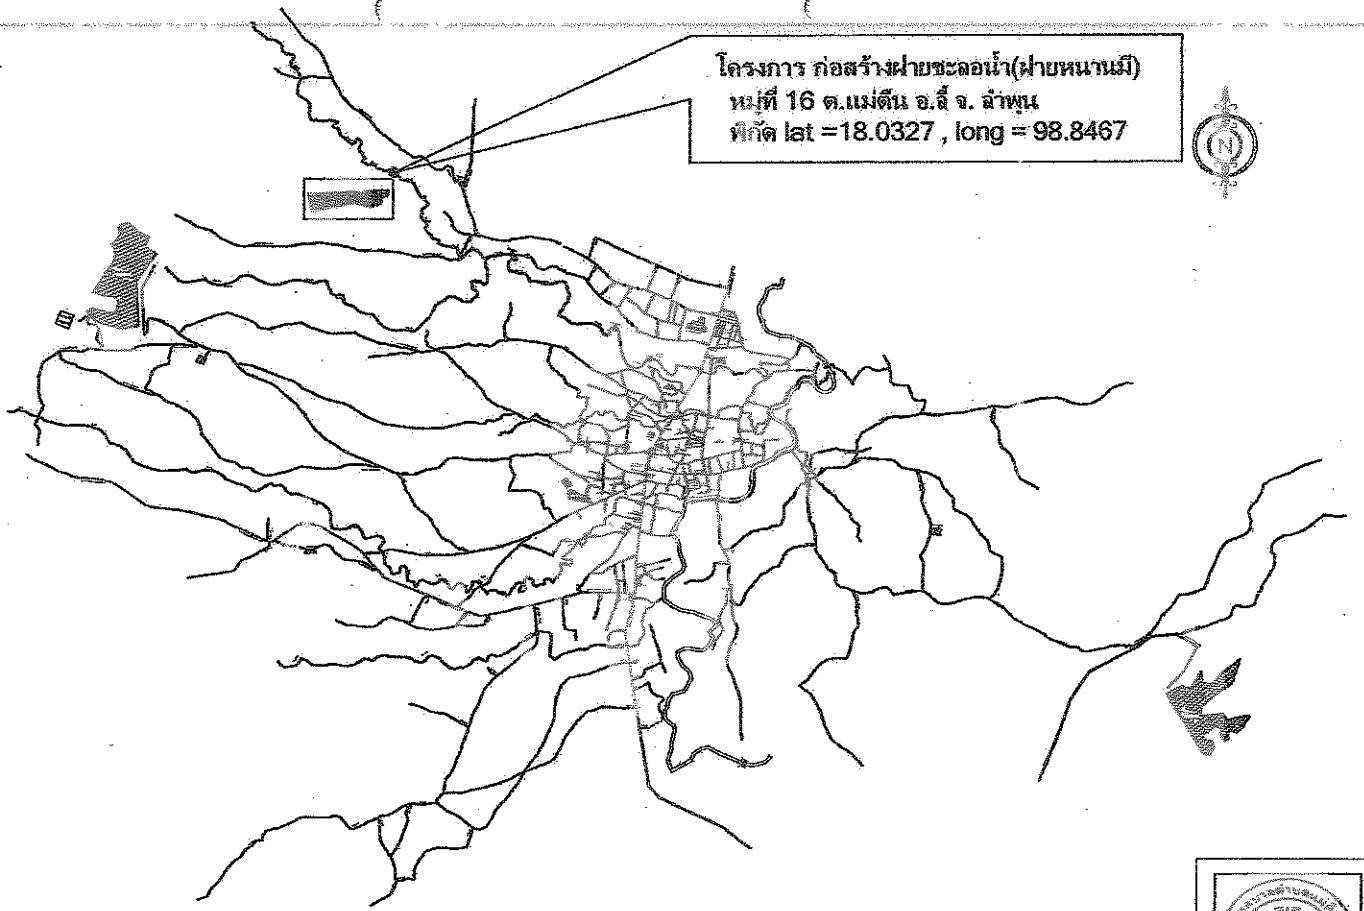 โครงการ ก่อสร้างฝายชะลอน้ำ(ฝายหนานมี)
หมู่ที่ 16 ต.แม่ตืน อ.ลี้ จ. ลำพูน
พิกัด lat =18.0327 , long = 98.8467
N